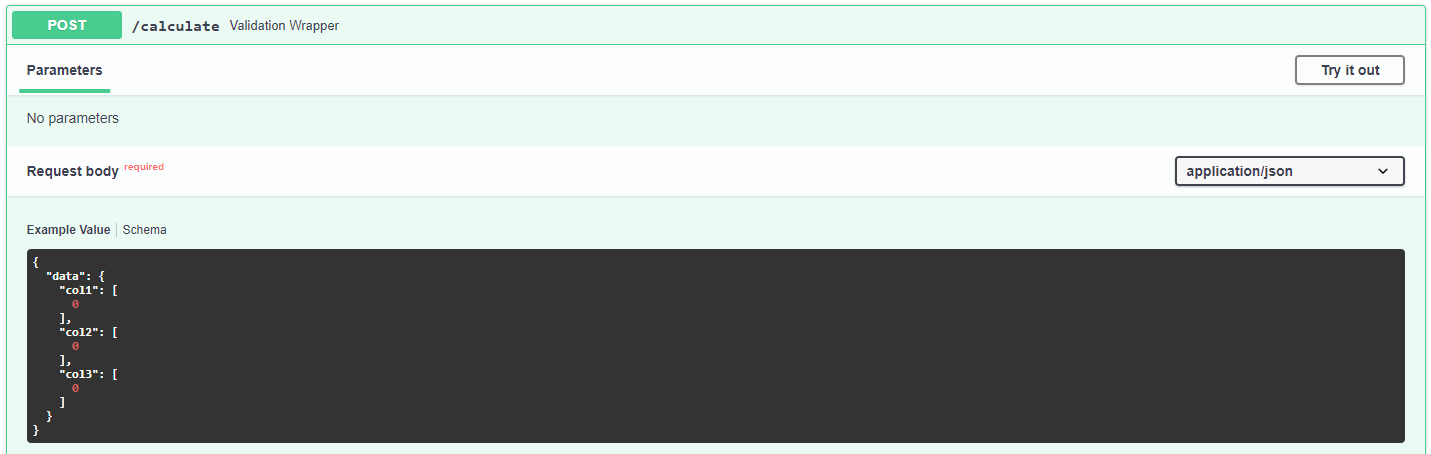 POST /calculate Validation Wrapper
Parameters Try it out
No parameters
Request body required application/json
Example Value Schema
{
  "data": {
    "col1": [
      0
    ],
    "col2": [
      0
    ],
    "col3": [
      0
    ]
  }
}